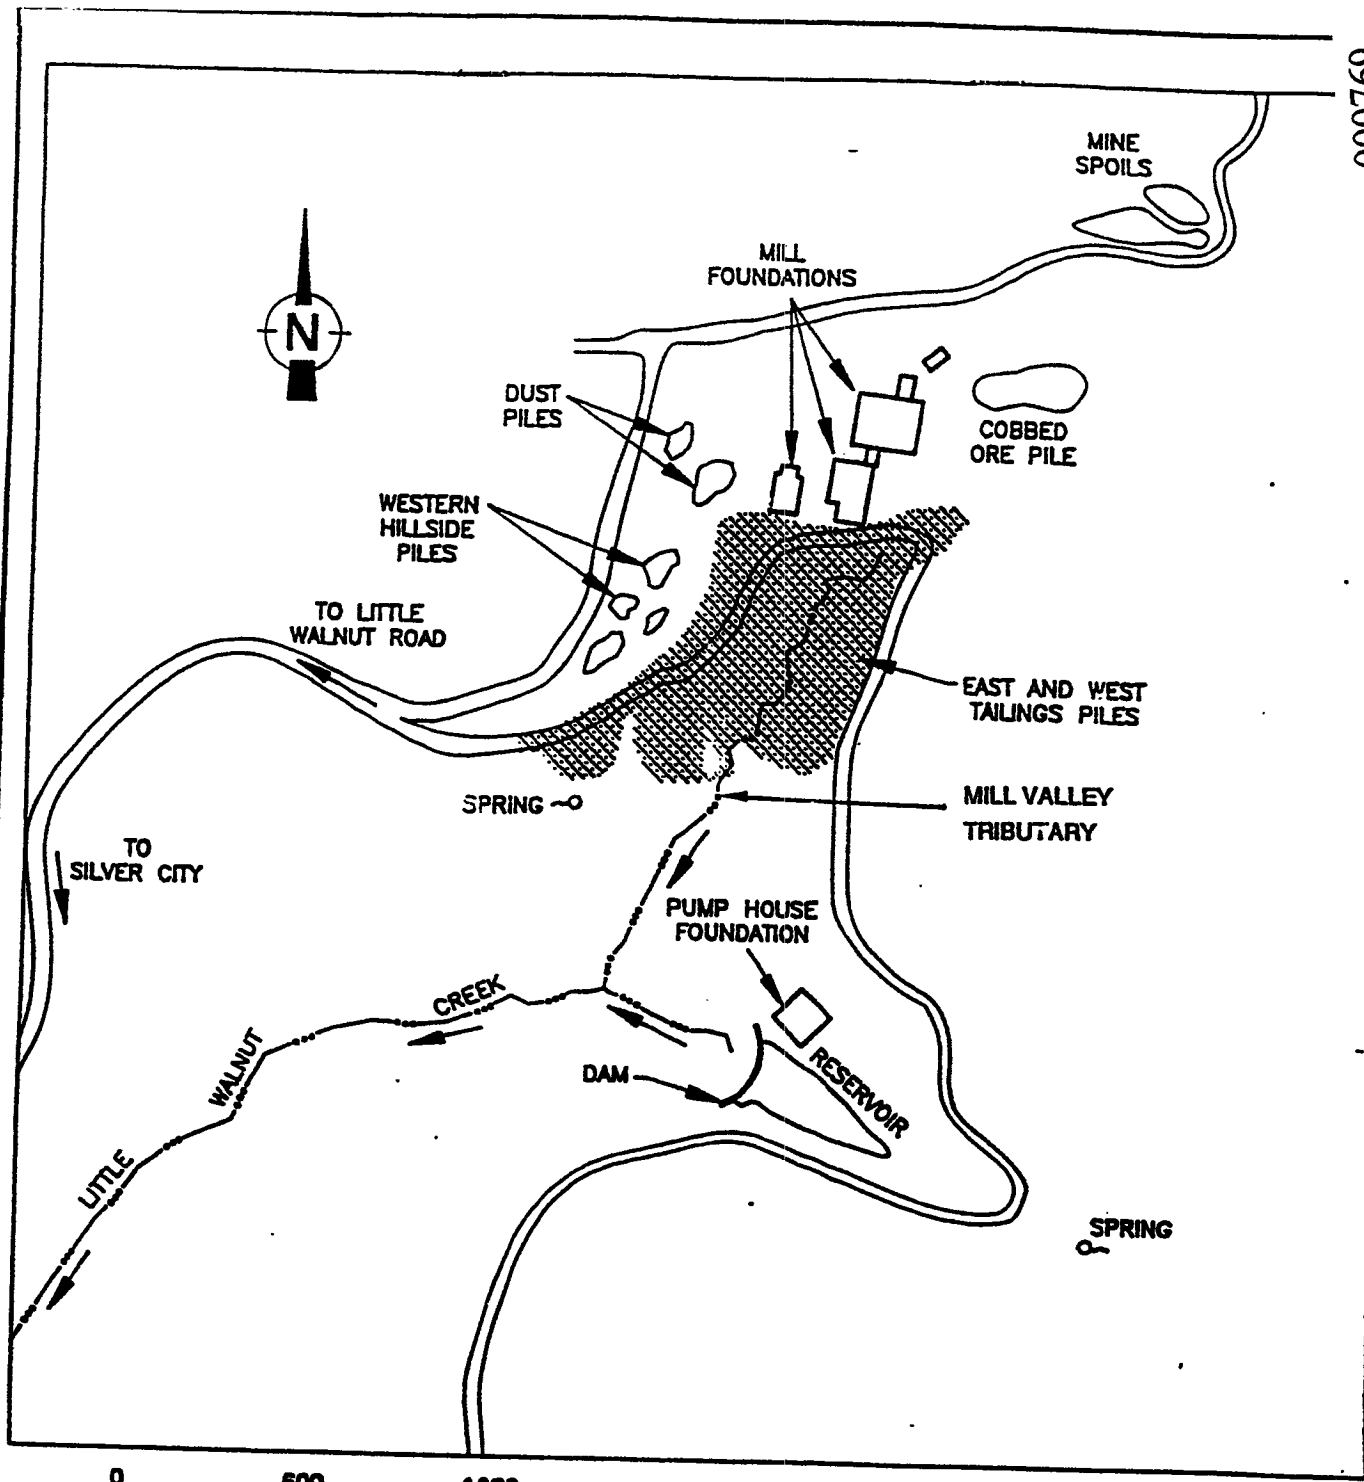 MINE
SPOILS
MILL
FOUNDATIONS
N
DUST
PILES
COBBED
ORE PILE
WESTERN
HILLSIDE
PILES
TO LITTLE
WALNUT ROAD
EAST AND WEST
TAILINGS PILES
SPRING
MILL VALLEY
TRIBUTARY
TO
SILVER CITY
PUMP HOUSE
FOUNDATION
CREEK
WALNUT
LITTLE
DAM
RESERVOIR
SPRING
0